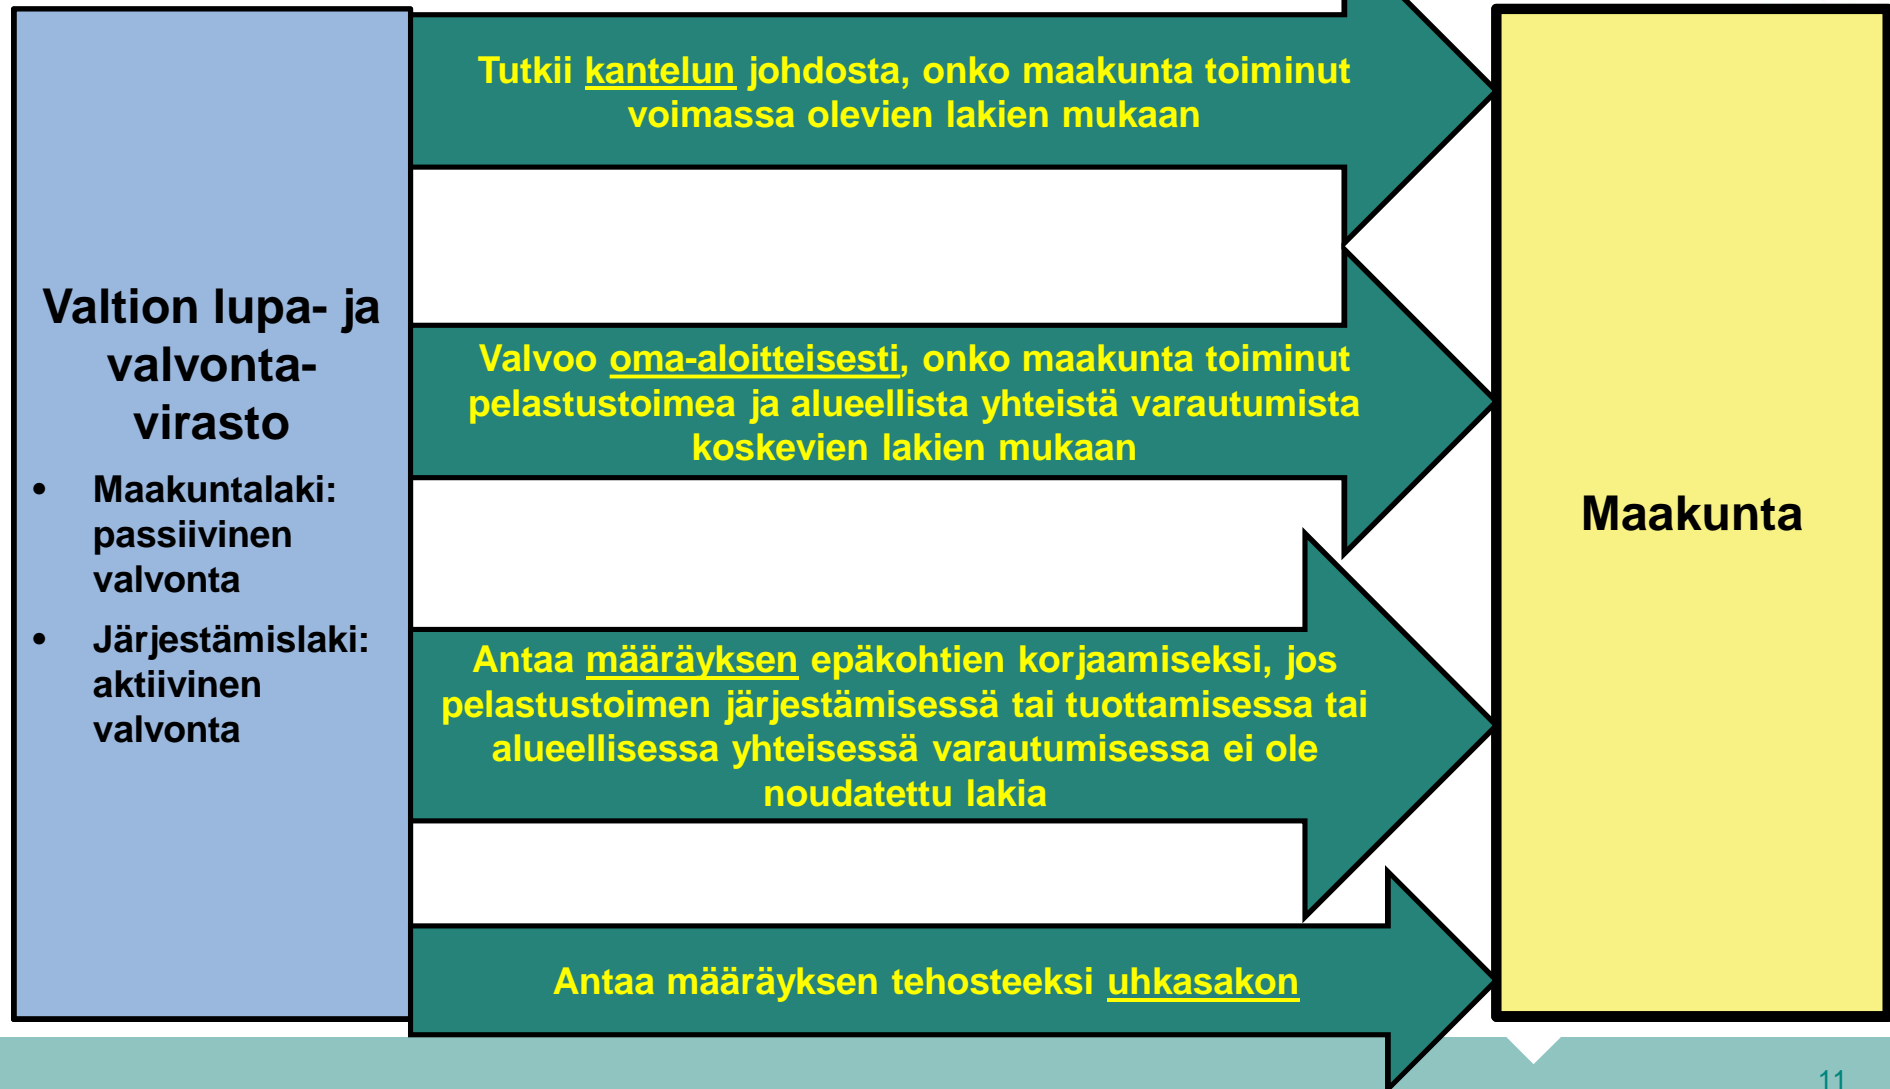 Valtion lupa- ja
valvonta-
virasto
• Maakuntalaki:
passiivinen
valvonta
• Järjestämislaki:
aktiivinen
valvonta
Tutkii kantelun johdosta, onko maakunta toiminut
voimassa olevien lakien mukaan
Valvoo oma-aloitteisesti, onko maakunta toiminut
pelastustoimea ja alueellista yhteistä varautumista
koskevien lakien mukaan
Antaa määräyksen epäkohtien korjaamiseksi, jos
pelastustoimen järjestämisessä tai tuottamisessa tai
alueellisessa yhteisessä varautumisessa ei ole
noudatettu lakia
Antaa määräyksen tehosteeksi uhkasakon
Maakunta
11